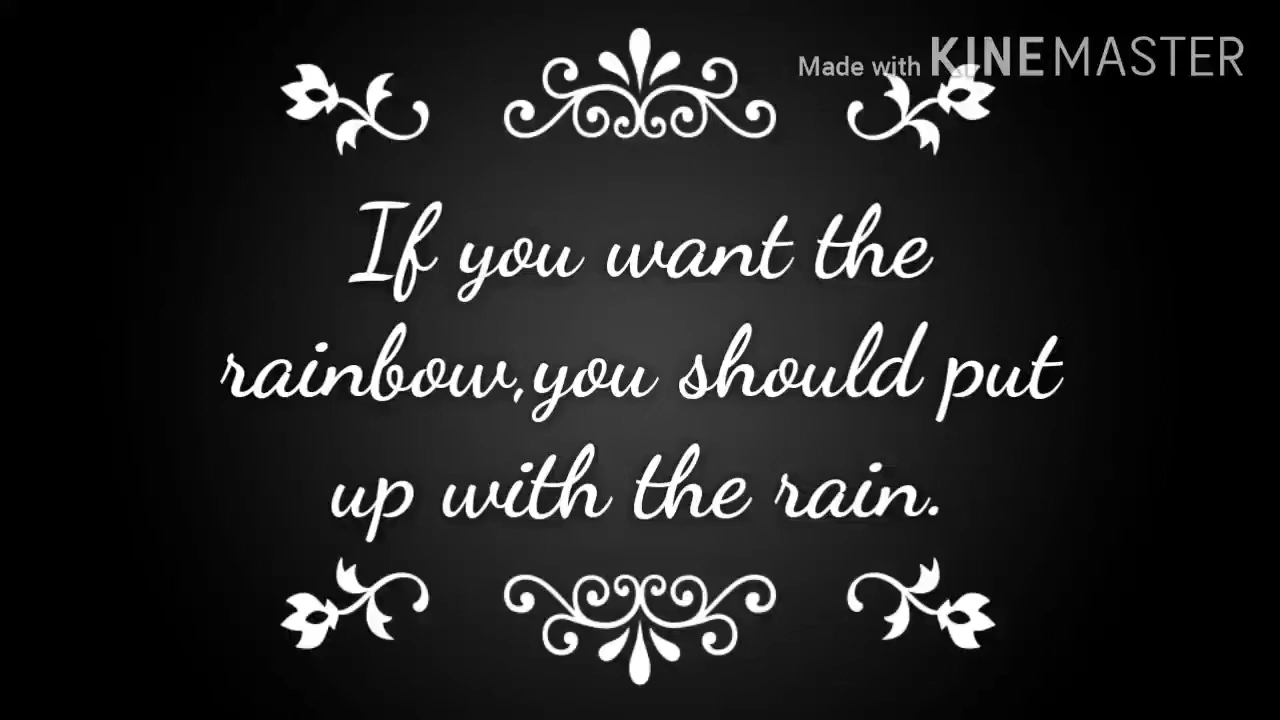 Made with KINEMASTER
If you want the
rainbow,you should put
up with the rain.